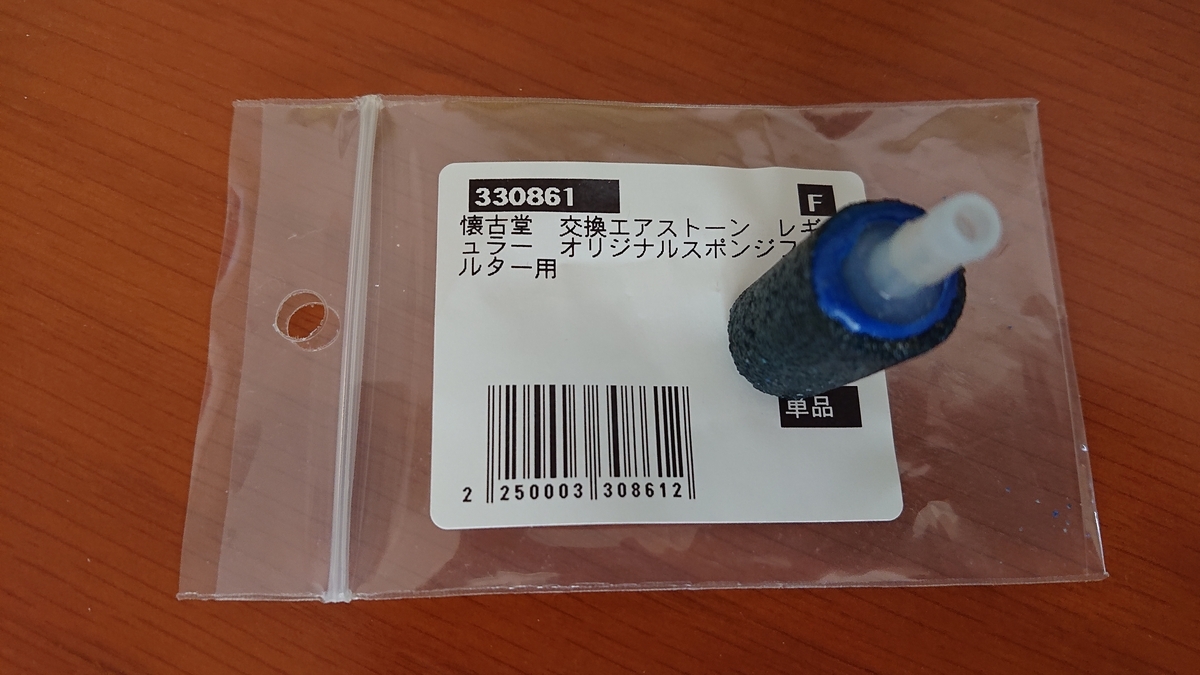 330861
F
懐古堂　交換エアストーン　レギ
ュラー　オリジナルスポンジフ
ルター用
単品
2 250003 308612